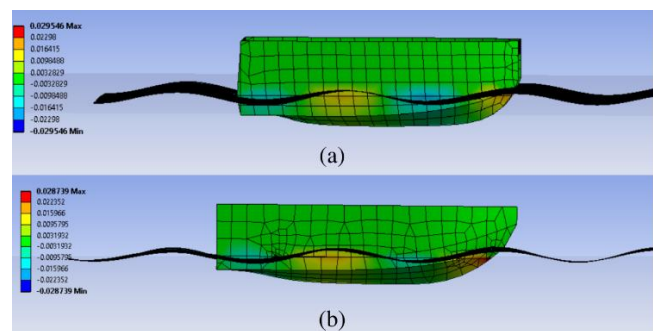 0.029546 Max
0.02298
0.016415
0.0098488
0.0032829
-0.0032829
-0.0098488
-0.016415
-0.02298
-0.029546 Min
(a)
0.028739 Max
0.022352
0.015966
0.0095795
0.0031932
-0.0031932
-0.0095795
-0.015966
-0.022352
-0.028739 Min
(b)